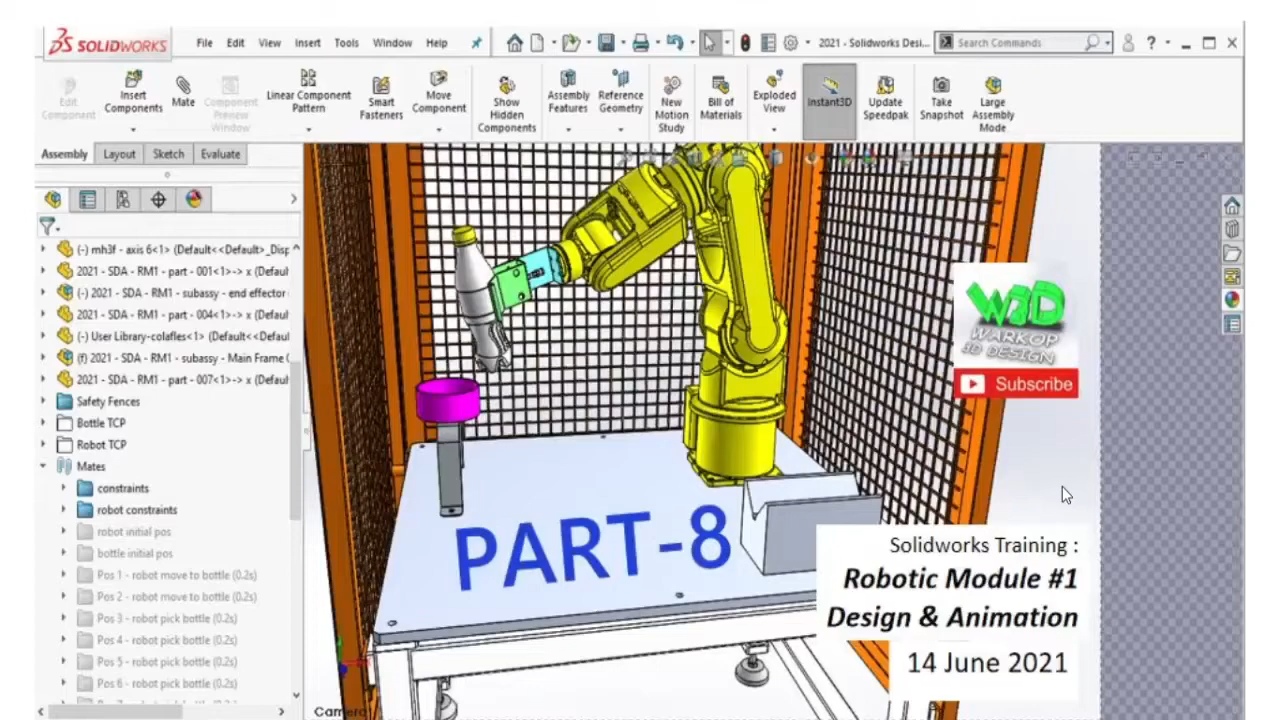 SOLIDWORKS
File Edit View Insert Tools Window Help
2021 - Solidworks Desi...
Search Commands
Edit Component
Insert Components
Mate
Component Preview Window
Linear Component Pattern
Smart Fasteners
Move Component
Show Hidden Components
Assembly Features
Reference Geometry
New Motion Study
Bill of Materials
Exploded View
Instant3D
Update Speedpak
Take Snapshot
Large Assembly Mode
Assembly Layout Sketch Evaluate
(-) mh3f - axis 6<1> (Default<<Default>_Disp
2021 - SDA - RM1 - part - 001<1>-> x (Defaul
(-) 2021 - SDA - RM1 - subassy - end effector
2021 - SDA - RM1 - part - 004<1>-> x (Defaul
(-) User Library-colafles<1> (Default<<Defaul
(f) 2021 - SDA - RM1 - subassy - Main Frame
2021 - SDA - RM1 - part - 007<1>-> x (Defaul
Safety Fences
Bottle TCP
Robot TCP
Mates
constraints
robot constraints
robot initial pos
bottle initial pos
Pos 1 - robot move to bottle (0.2s)
Pos 2 - robot move to bottle (0.2s)
Pos 3 - robot pick bottle (0.2s)
Pos 4 - robot pick bottle (0.2s)
Pos 5 - robot pick bottle (0.2s)
Pos 6 - robot pick bottle (0.2s)
W3D
WARKOP
3D DESIGN
Subscribe
PART-8
Solidworks Training :
Robotic Module #1
Design & Animation
14 June 2021
Camera